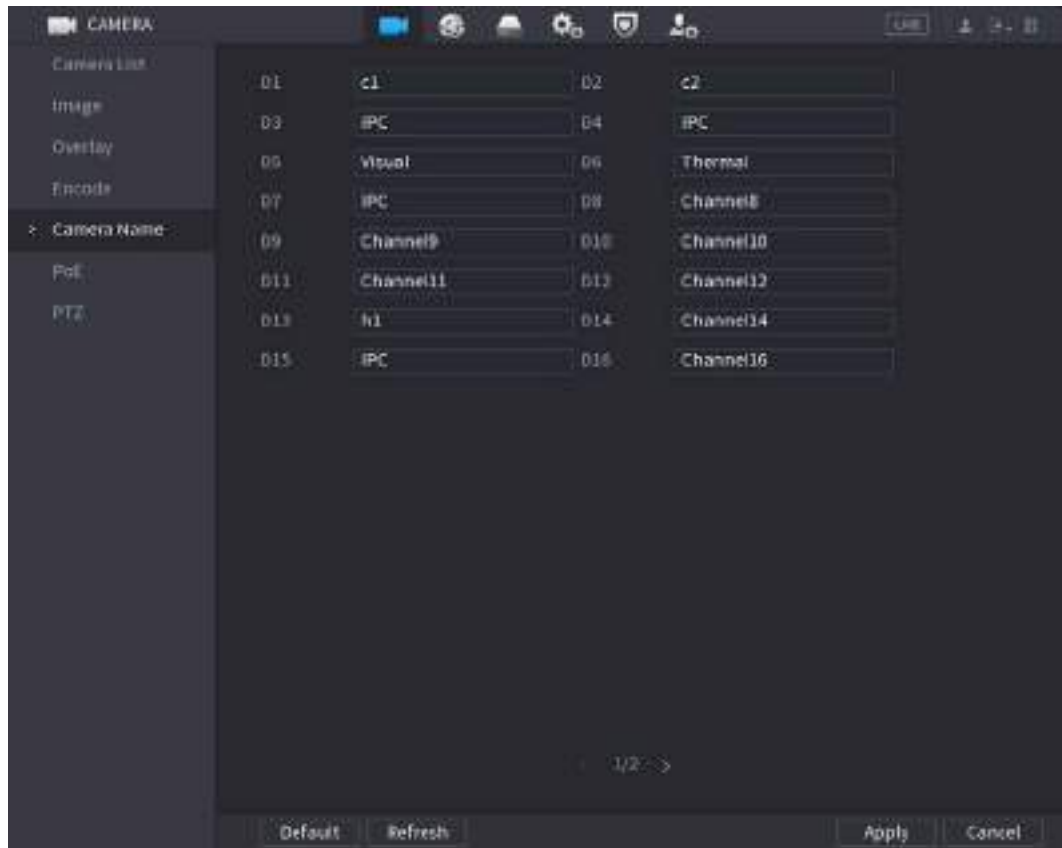 CAMERA
LIVE
Camera List
Image
Overlay
Encode
> Camera Name
PoE
PTZ
D1 c1 D2 c2
D3 IPC D4 IPC
D5 Visual D6 Thermal
D7 IPC D8 Channel8
D9 Channel9 D10 Channel10
D11 Channel11 D12 Channel12
D13 h1 D14 Channel14
D15 IPC D16 Channel16
1/2 >
Default Refresh Apply Cancel